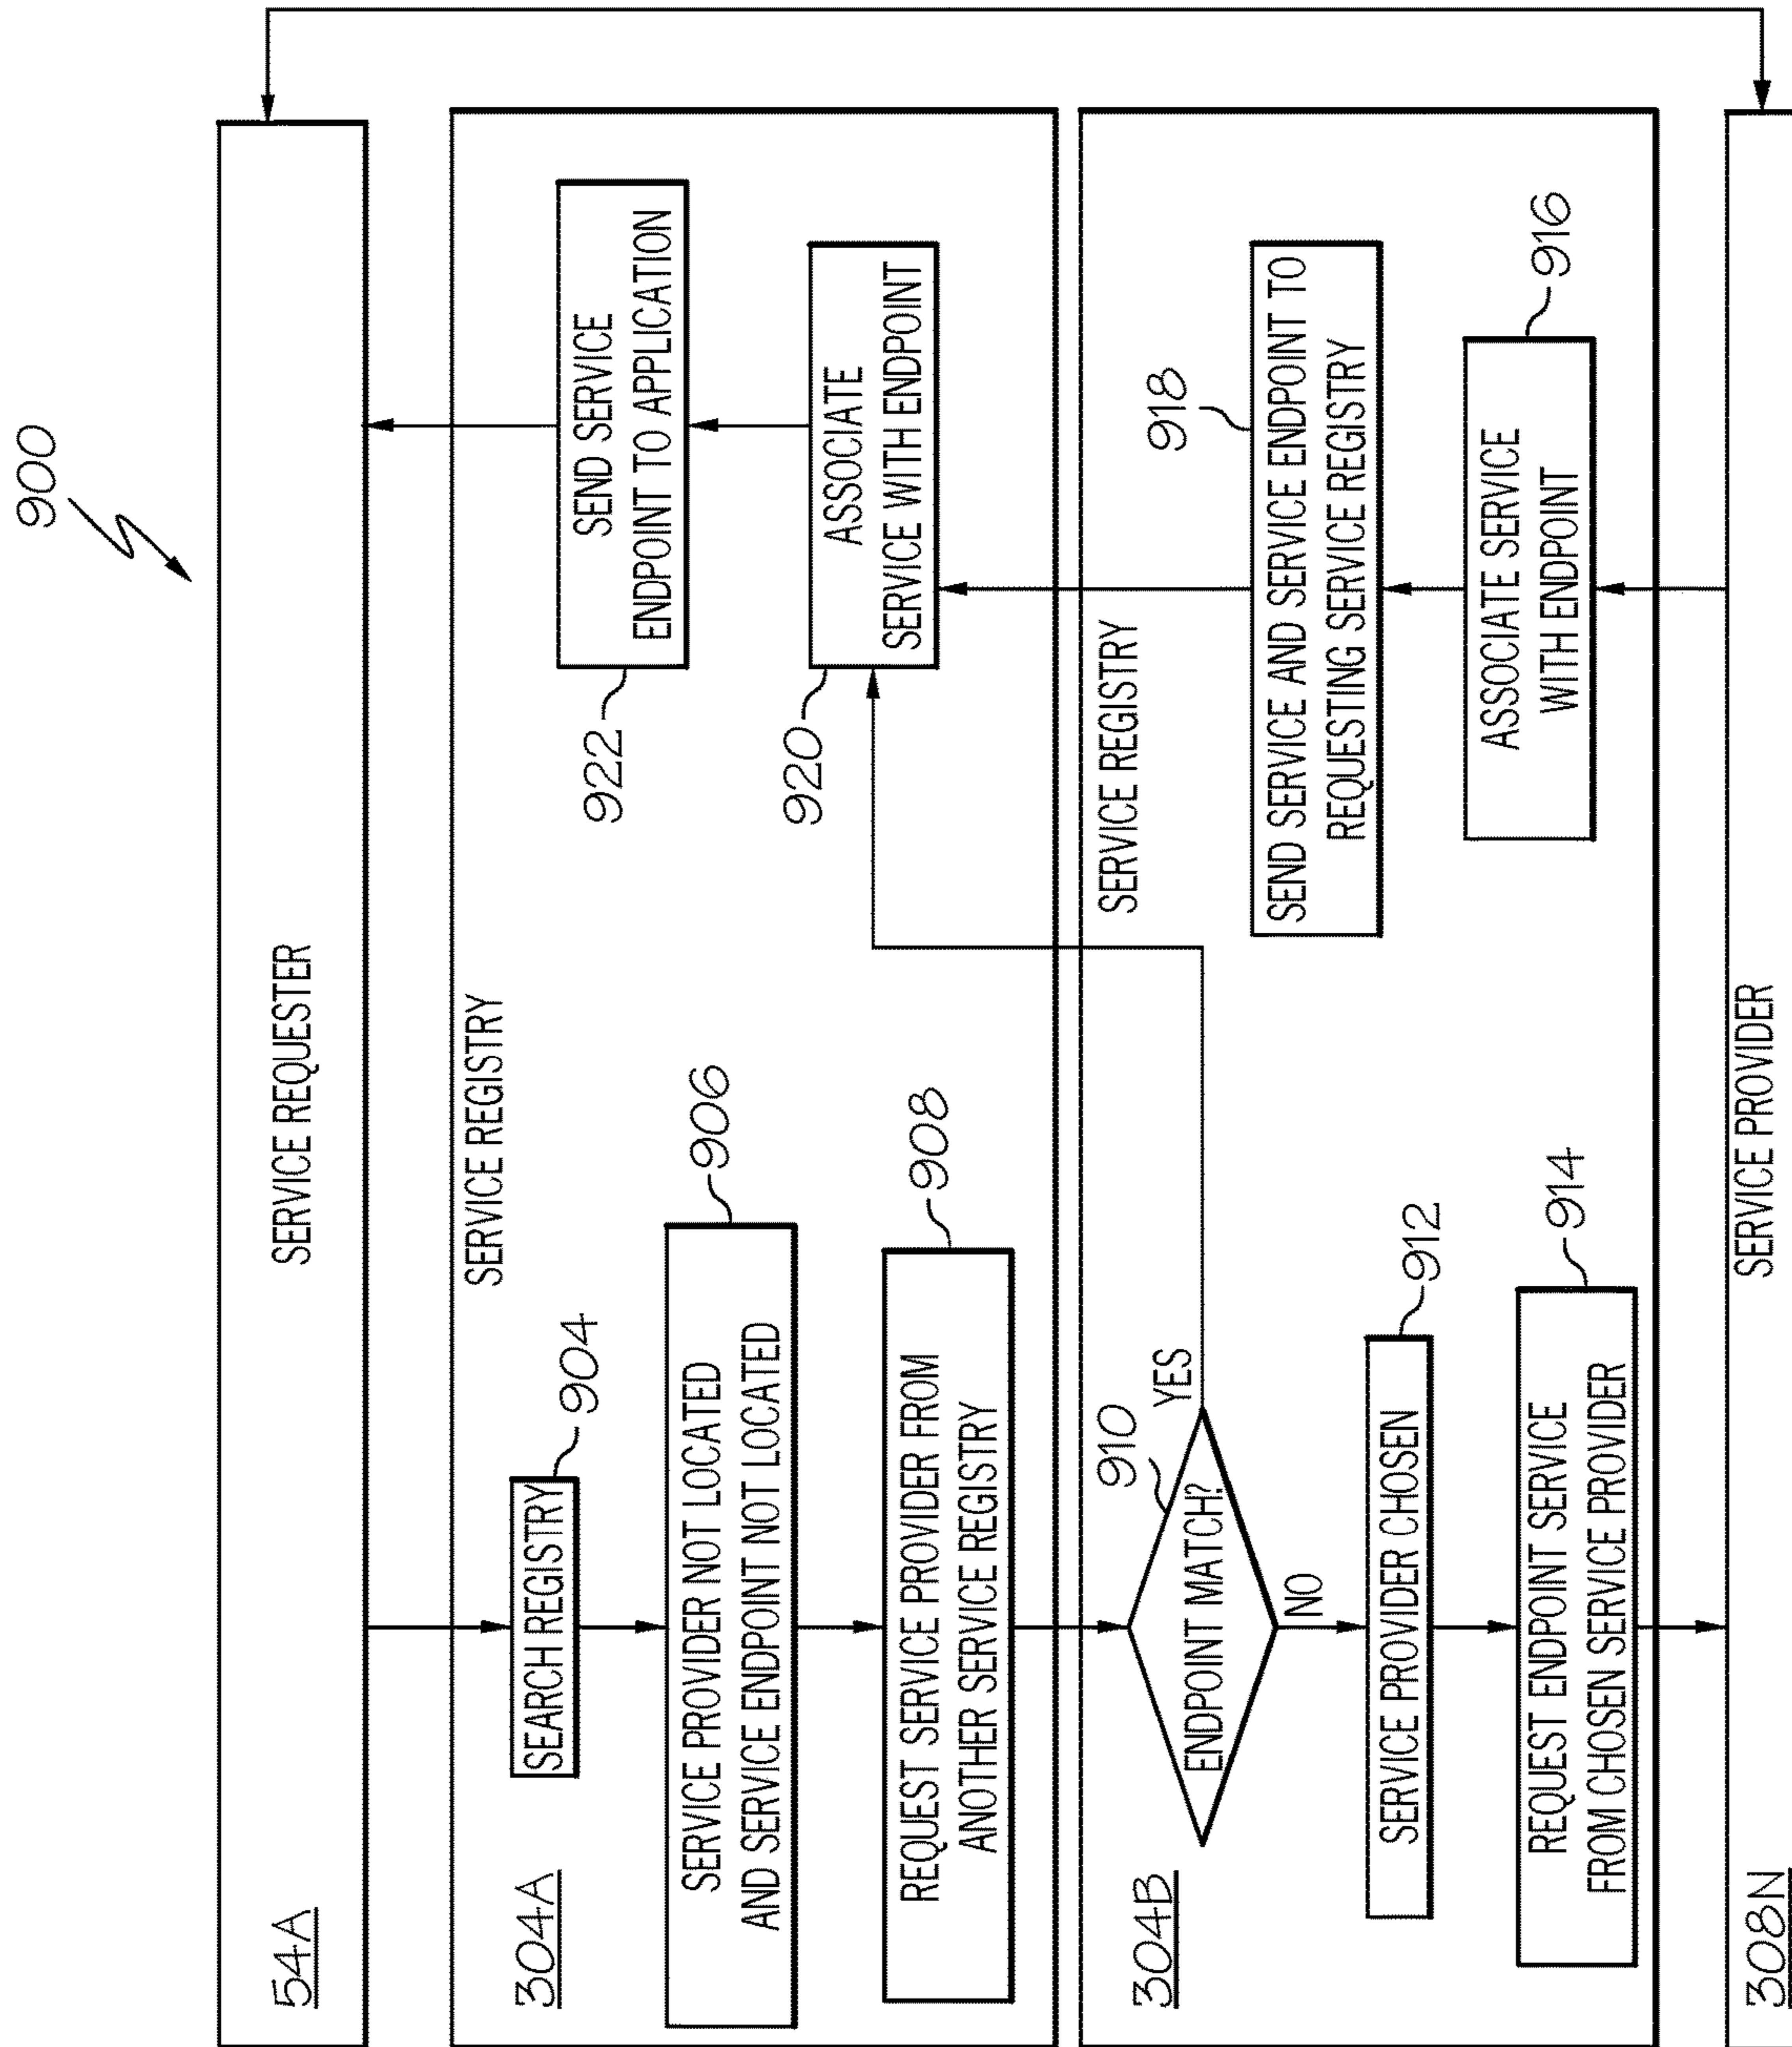 900
54A
SERVICE REQUESTER
304A
SERVICE REGISTRY
SEARCH REGISTRY
904
SERVICE PROVIDER NOT LOCATED
AND SERVICE ENDPOINT NOT LOCATED
906
REQUEST SERVICE PROVIDER FROM
ANOTHER SERVICE REGISTRY
908
922
SEND SERVICE
ENDPOINT TO APPLICATION
920
ASSOCIATE
SERVICE WITH ENDPOINT
304B
SERVICE REGISTRY
910
ENDPOINT MATCH?
YES
NO
SERVICE PROVIDER CHOSEN
912
REQUEST ENDPOINT SERVICE
FROM CHOSEN SERVICE PROVIDER
914
918
SEND SERVICE AND SERVICE ENDPOINT TO
REQUESTING SERVICE REGISTRY
ASSOCIATE SERVICE
WITH ENDPOINT
916
308N
SERVICE PROVIDER